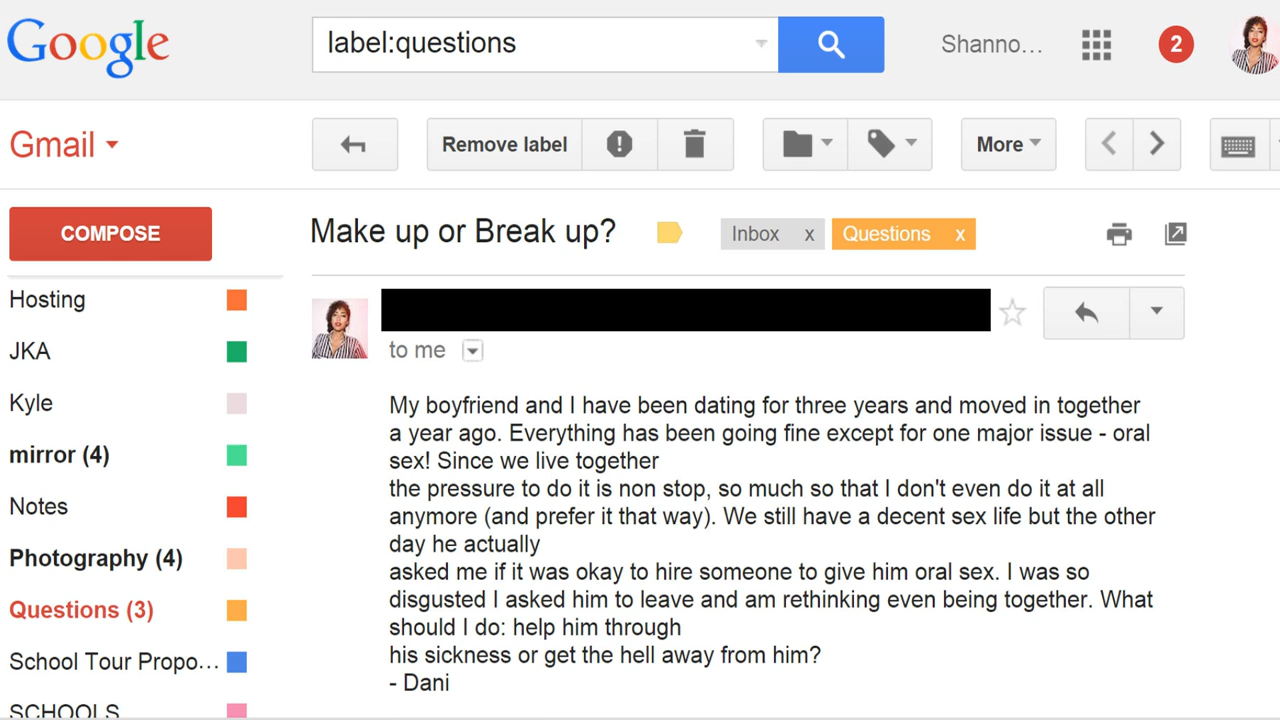 Google
label:questions
Shanno...
2
Gmail
Remove label
More
COMPOSE
Make up or Break up?
Inbox x
Questions x
Hosting
JKA
Kyle
mirror (4)
Notes
Photography (4)
Questions (3)
School Tour Propo...
SCHOOLS
to me
My boyfriend and I have been dating for three years and moved in together
a year ago. Everything has been going fine except for one major issue - oral
sex! Since we live together
the pressure to do it is non stop, so much so that I don't even do it at all
anymore (and prefer it that way). We still have a decent sex life but the other
day he actually
asked me if it was okay to hire someone to give him oral sex. I was so
disgusted I asked him to leave and am rethinking even being together. What
should I do: help him through
his sickness or get the hell away from him?
- Dani